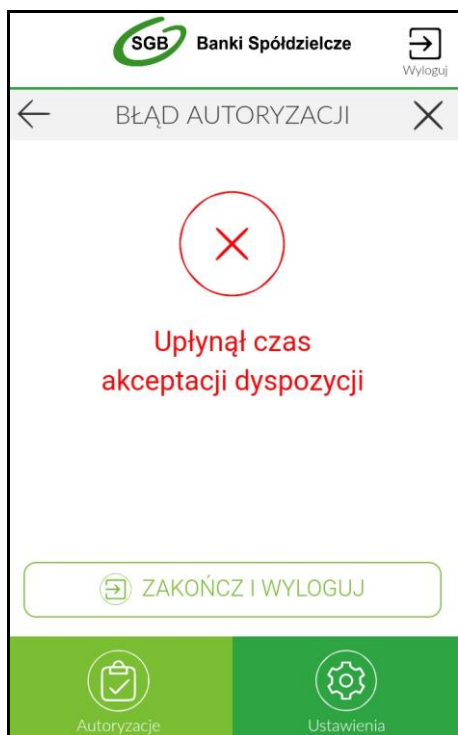 SGB Banki Spółdzielcze
Wyloguj
BŁĄD AUTORYZACJI
Upłynął czas
akceptacji dyspozycji
ZAKOŃCZ I WYLOGUJ
Autoryzacje
Ustawienia